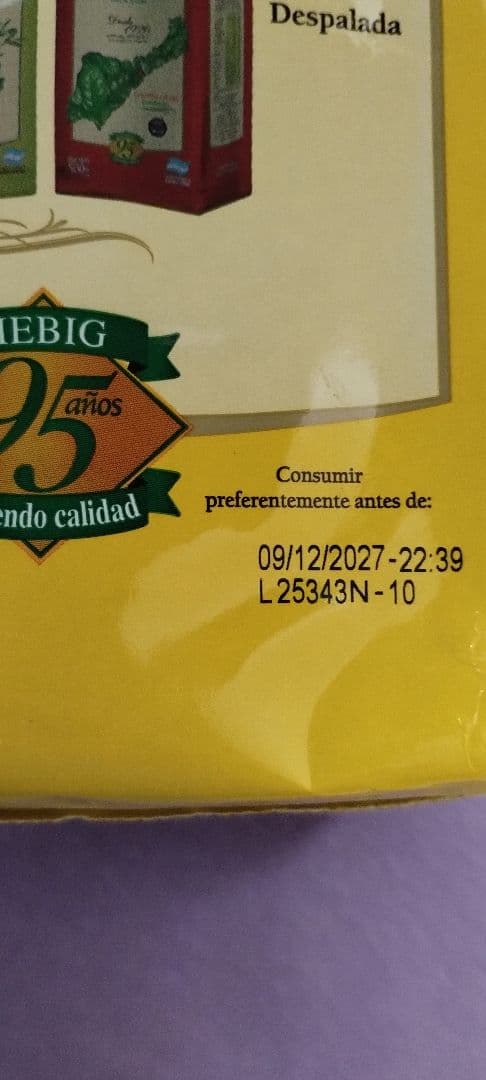 Despalada
IEBIG
95 años
endo calidad
Consumir
preferentemente antes de:
09/12/2027-22:39
L25343N-10